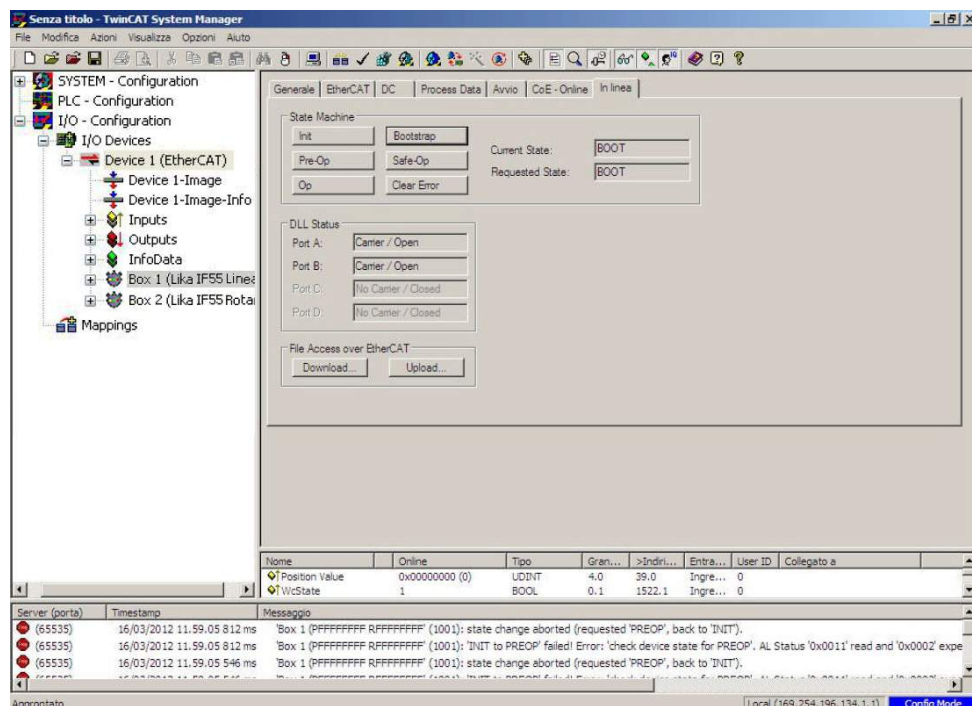 Senza titolo - TwinCAT System Manager
File Modifica Azioni Visualizza Opzioni Aiuto
SYSTEM - Configuration
PLC - Configuration
I/O - Configuration
I/O Devices
Device 1 (EtherCAT)
Device 1-Image
Device 1-Image-Info
Inputs
Outputs
InfoData
Box 1 (Lika IF55 Linea
Box 2 (Lika IF55 Rota
Mappings
Generale EtherCAT DC Process Data Avvio CoE - Online In linea
State Machine
Init Bootstrap
Pre-Op Safe-Op
Op Clear Error
Current State: BOOT
Requested State: BOOT
DLL Status
Port A: Carrier / Open
Port B: Carrier / Open
Port C: No Carrier / Closed
Port D: No Carrier / Closed
File Access over EtherCAT
Download... Upload...
Nome Online Tipo Gran... >Indiri... Entra... User ID Collegato a
Position Value 0x00000000 (0) UDINT 4.0 39.0 Ingre... 0
WcState 1 BOOL 0.1 1522.1 Ingre... 0
Server (porta) Timestamp Messaggio
(65535) 16/03/2012 11.59.05 812 ms 'Box 1 (PFFFFFFFF RFFFFFFFF' (1001): state change aborted (requested 'PREOP', back to 'INIT').
(65535) 16/03/2012 11.59.05 812 ms 'Box 1 (PFFFFFFFF RFFFFFFFF' (1001): 'INIT to PREOP' failed! Error: 'check device state for PREOP'. AL Status '0x0011' read and '0x0002' expe
(65535) 16/03/2012 11.59.05 546 ms 'Box 1 (PFFFFFFFF RFFFFFFFF' (1001): state change aborted (requested 'PREOP', back to 'INIT').
Local (169.254.196.134.1.1) Config Mode